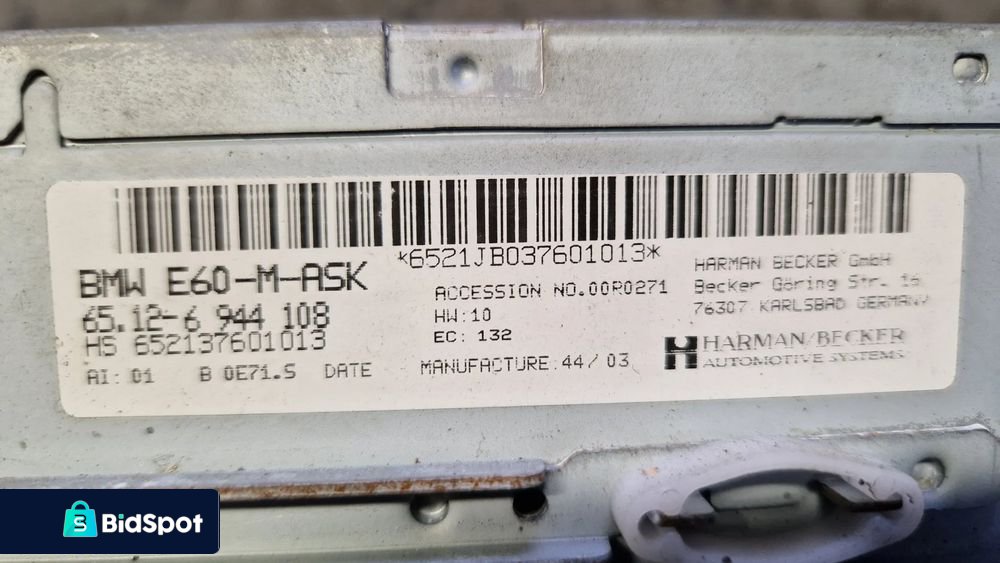 *6521JB037601013*
BMW E60-M-ASK
65.12-6 944 108
HS 652137601013
AI: 01 B 0E71.5 DATE
ACCESSION NO.00R0271
HW:10
EC: 132
MANUFACTURE:44/ 03
HARMAN BECKER GmbH
Becker Göring Str. 16
76307 KARLSBAD GERMANY
HARMAN/BECKER
AUTOMOTIVE SYSTEMS
BidSpot